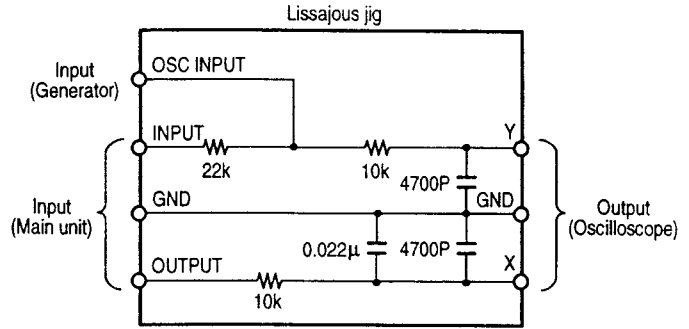 Lissajous jig
Input
(Generator)
OSC INPUT
INPUT
22k
10k
Y
4700P
GND
GND
Input
(Main unit)
Output
(Oscilloscope)
0.022μ
4700P
OUTPUT
10k
X